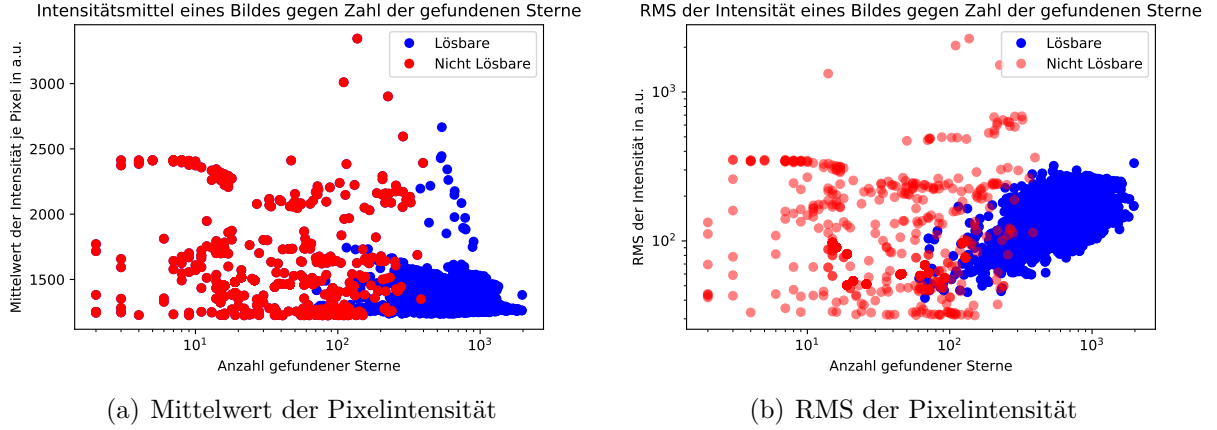 Intensitätsmittel eines Bildes gegen Zahl der gefundenen Sterne
Mittelwert der Intensität je Pixel in a.u.
3000
2500
2000
1500
Lösbare
Nicht Lösbare
10¹
10²
10³
Anzahl gefundener Sterne
(a) Mittelwert der Pixelintensität
RMS der Intensität eines Bildes gegen Zahl der gefundenen Sterne
RMS der Intensität in a.u.
10³
10²
Lösbare
Nicht Lösbare
10¹
10²
10³
Anzahl gefundener Sterne
(b) RMS der Pixelintensität